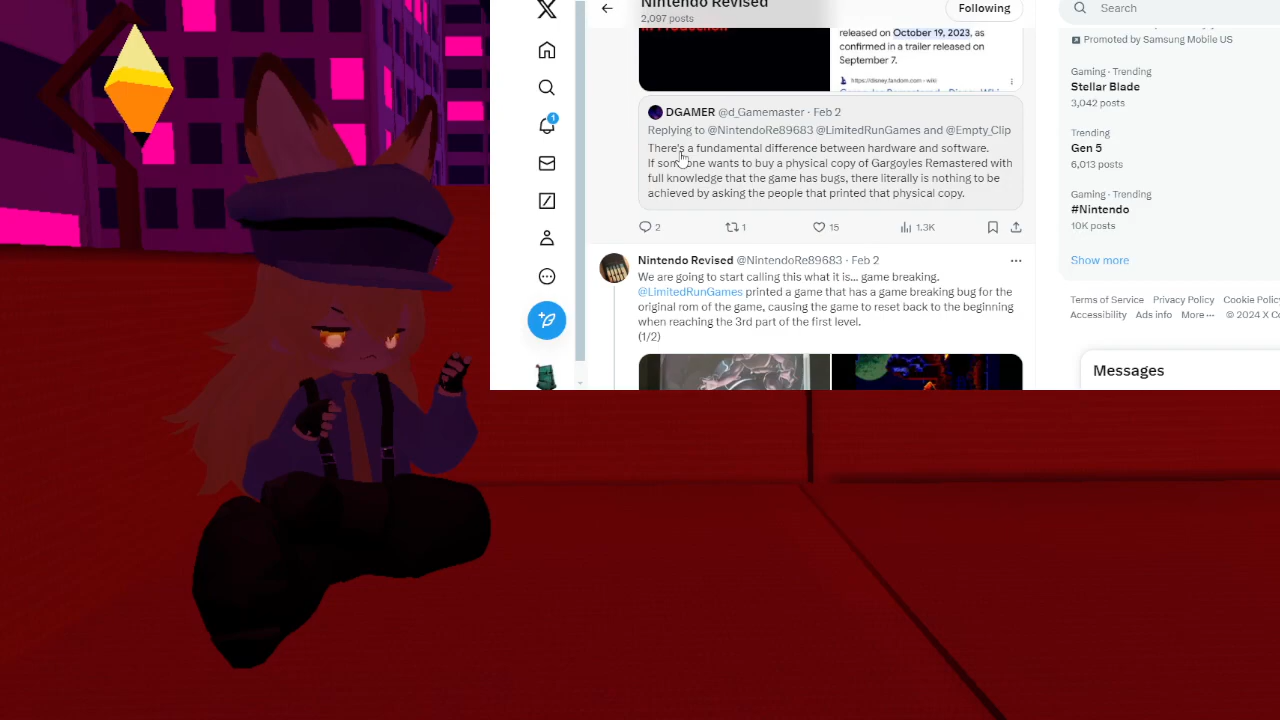 Nintendo Revised
2,097 posts
Following
Search
released on October 19, 2023, as
confirmed in a trailer released on
September 7.
https://disney.fandom.com › wiki
DGAMER @d_Gamemaster · Feb 2
Replying to @NintendoRe89683 @LimitedRunGames and @Empty_Clip
There's a fundamental difference between hardware and software.
If someone wants to buy a physical copy of Gargoyles Remastered with
full knowledge that the game has bugs, there literally is nothing to be
achieved by asking the people that printed that physical copy.
2 1 15 1.3K
Nintendo Revised @NintendoRe89683 · Feb 2
We are going to start calling this what it is... game breaking.
@LimitedRunGames printed a game that has a game breaking bug for the
original rom of the game, causing the game to reset back to the beginning
when reaching the 3rd part of the first level.
(1/2)
1
Promoted by Samsung Mobile US
Gaming · Trending
Stellar Blade
3,042 posts
Trending
Gen 5
6,013 posts
Gaming · Trending
#Nintendo
10K posts
Show more
Terms of Service Privacy Policy Cookie
Accessibility Ads info More ··· © 2024 X
Messages